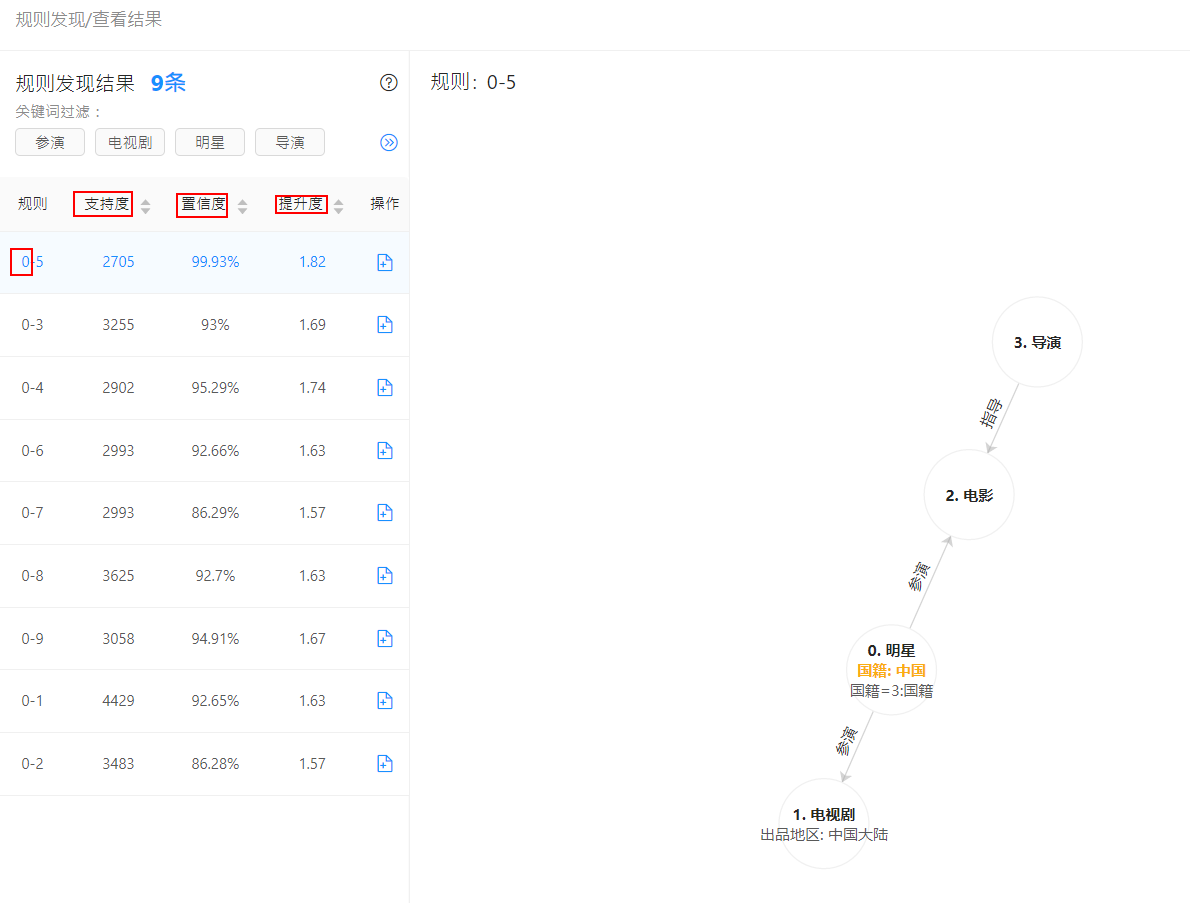 规则发现/查看结果
规则发现结果 9条
关键词过滤：
参演 电视剧 明星 导演
规则 支持度 置信度 提升度 操作
0-5 2705 99.93% 1.82
0-3 3255 93% 1.69
0-4 2902 95.29% 1.74
0-6 2993 92.66% 1.63
0-7 2993 86.29% 1.57
0-8 3625 92.7% 1.63
0-9 3058 94.91% 1.67
0-1 4429 92.65% 1.63
0-2 3483 86.28% 1.57
规则：0-5
3. 导演
指导
2. 电影
参演
0. 明星
国籍: 中国
国籍=3:国籍
参演
1. 电视剧
出品地区: 中国大陆